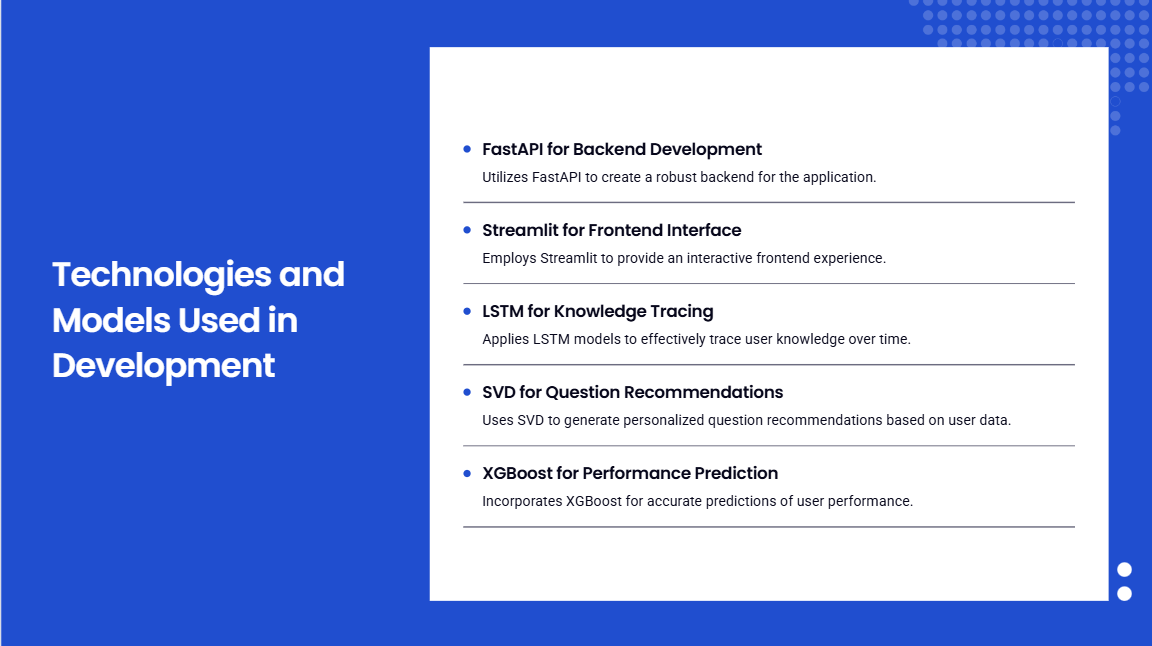 Technologies and
Models Used in
Development
FastAPI for Backend Development
Utilizes FastAPI to create a robust backend for the application.
Streamlit for Frontend Interface
Employs Streamlit to provide an interactive frontend experience.
LSTM for Knowledge Tracing
Applies LSTM models to effectively trace user knowledge over time.
SVD for Question Recommendations
Uses SVD to generate personalized question recommendations based on user data.
XGBoost for Performance Prediction
Incorporates XGBoost for accurate predictions of user performance.